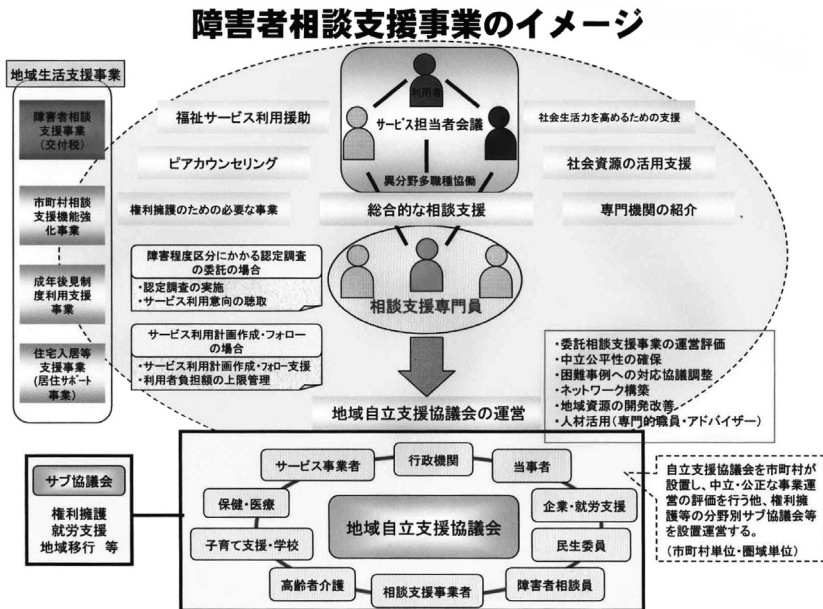 障害者相談支援事業のイメージ
地域生活支援事業
障害者相談
支援事業
(交付税)
市町村相談
支援機能強
化事業
成年後見制
度利用支援
事業
住宅入居等
支援事業
(居住サポート
事業)
利用者
サービス担当者会議
異分野多職種協働
福祉サービス利用援助
社会生活力を高めるための支援
ピアカウンセリング
社会資源の活用支援
権利擁護のための必要な事業
総合的な相談支援
専門機関の紹介
障害程度区分にかかる認定調査
の委託の場合
・認定調査の実施
・サービス利用意向の聴取
相談支援専門員
サービス利用計画作成・フォロー
の場合
・サービス利用計画作成・フォロー支援
・利用者負担額の上限管理
・委託相談支援事業の運営評価
・中立公平性の確保
・困難事例への対応協議調整
・ネットワーク構築
・地域資源の開発改善
・人材活用(専門的職員・アドバイザー)
地域自立支援協議会の運営
サブ協議会
権利擁護
就労支援
地域移行 等
サービス事業者
行政機関
当事者
保健・医療
企業・就労支援
地域自立支援協議会
子育て支援・学校
民生委員
高齢者介護
相談支援事業者
障害者相談員
自立支援協議会を市町村が
設置し、中立・公正な事業運
営の評価を行う他、権利擁
護等の分野別サブ協議会等
を設置運営する。
(市町村単位・圏域単位)